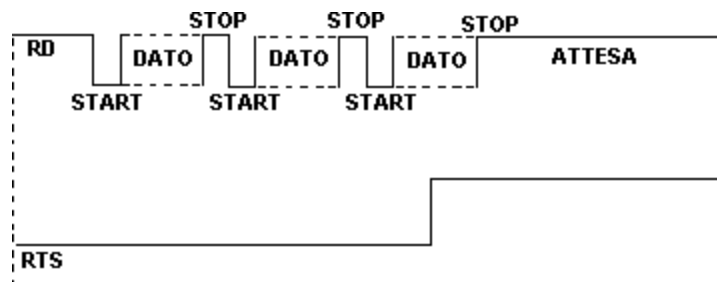 STOP STOP STOP
RD DATO DATO DATO ATTESA
START START START
RTS